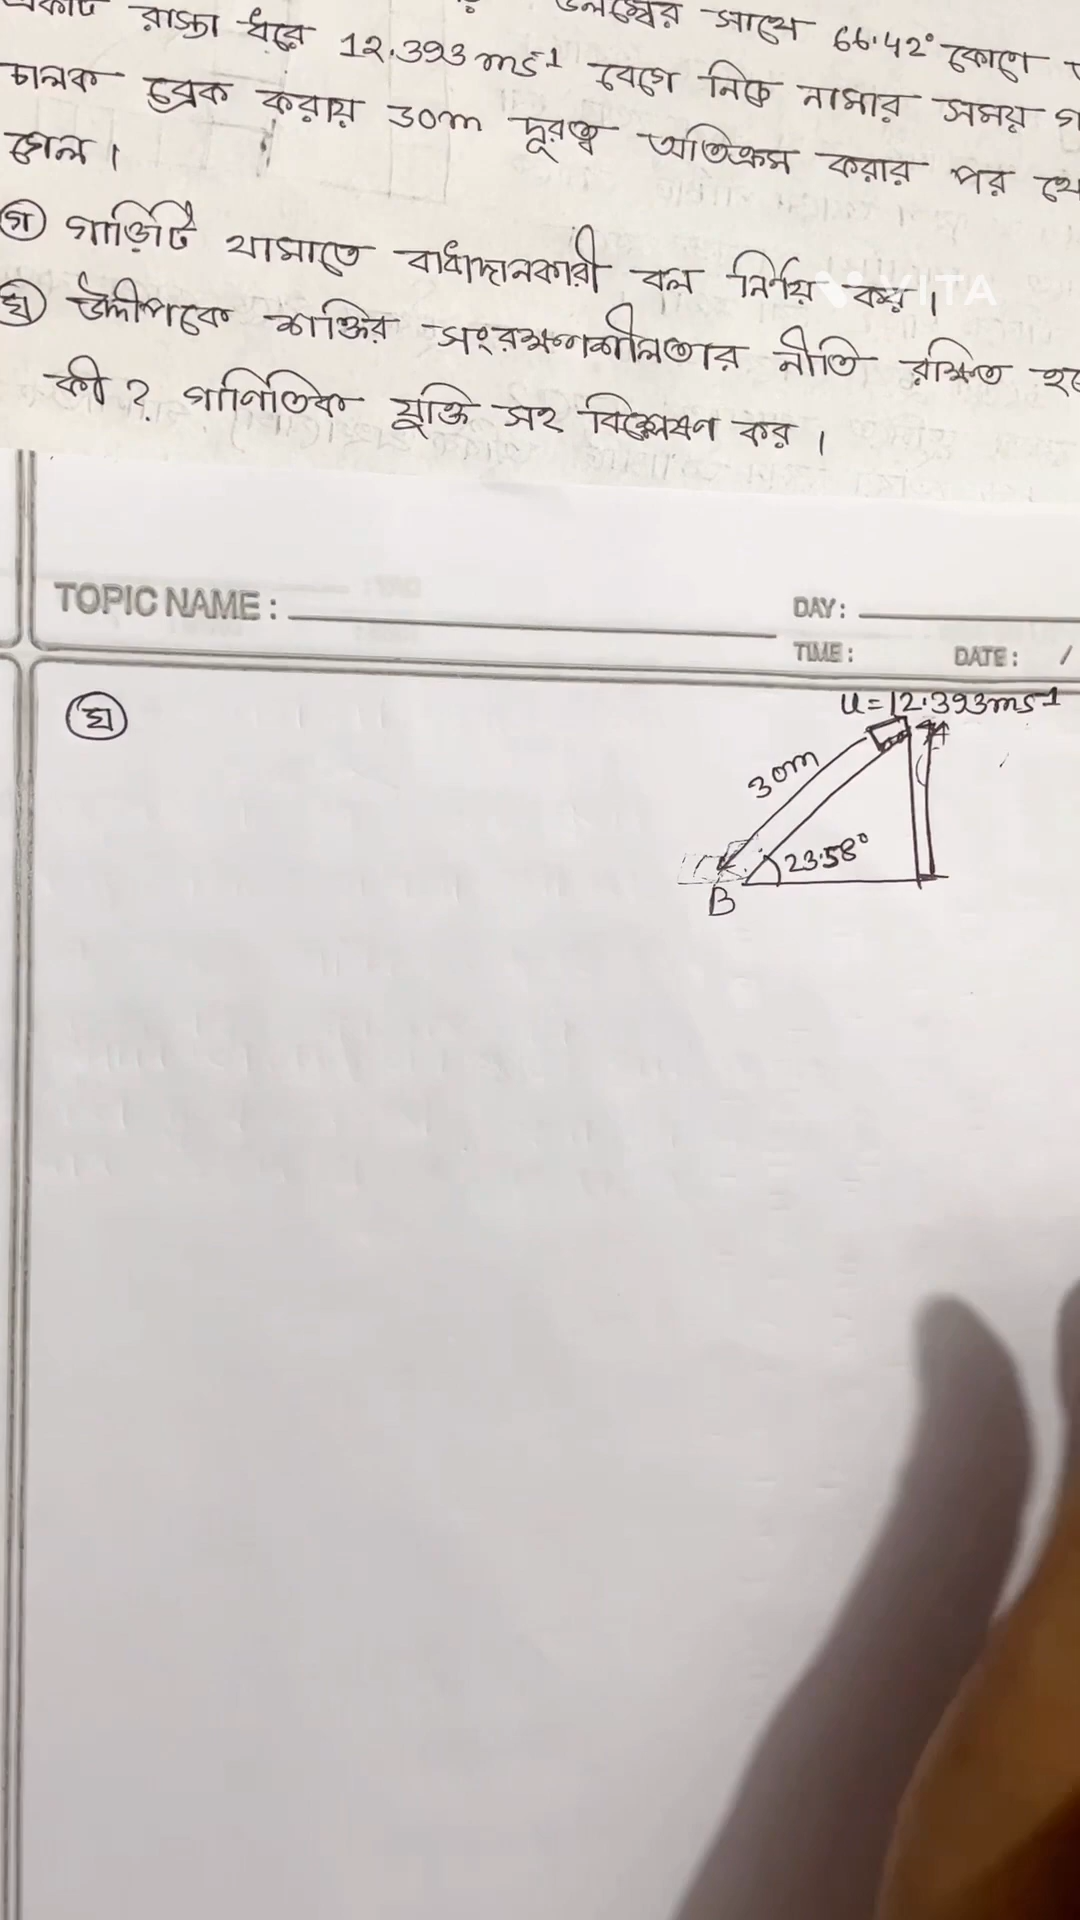 উলম্বের সাথে 66.42° কোণে
রাস্তা ধরে 12.393 ms⁻¹ বেগে নিচে নামার সময়
চালক ব্রেক করায় 30m দূরত্ব অতিক্রম করার পর
গেল।
গ গাড়িটি থামাতে বাধাদানকারী বল নির্ণয় কর।
VITA
ঘ উদ্দীপকে শক্তির সংরক্ষণশীলতার নীতি রক্ষিত
কী? গাণিতিক যুক্তি সহ বিশ্লেষণ কর।
TOPIC NAME :
DAY :
TIME :
DATE : /
ঘ
u=12.393ms⁻¹
A
30m
23.58°
B